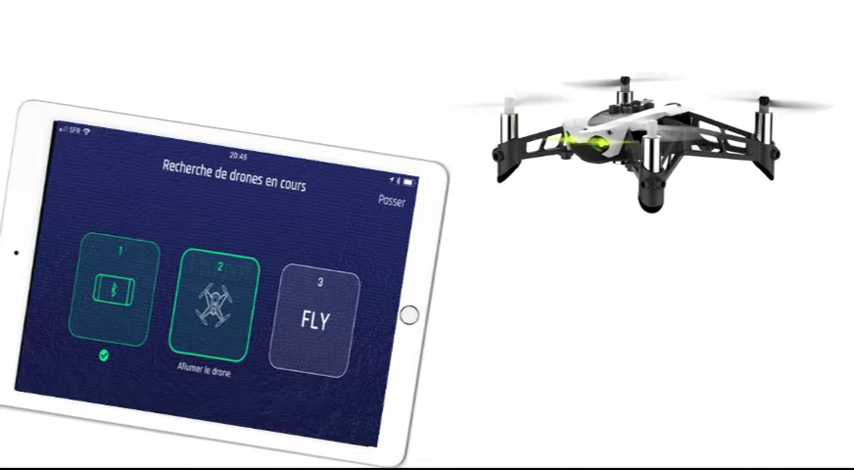 SFR
20:45
Recherche de drones en cours
Passer
1
2
3
FLY
Allumer le drone